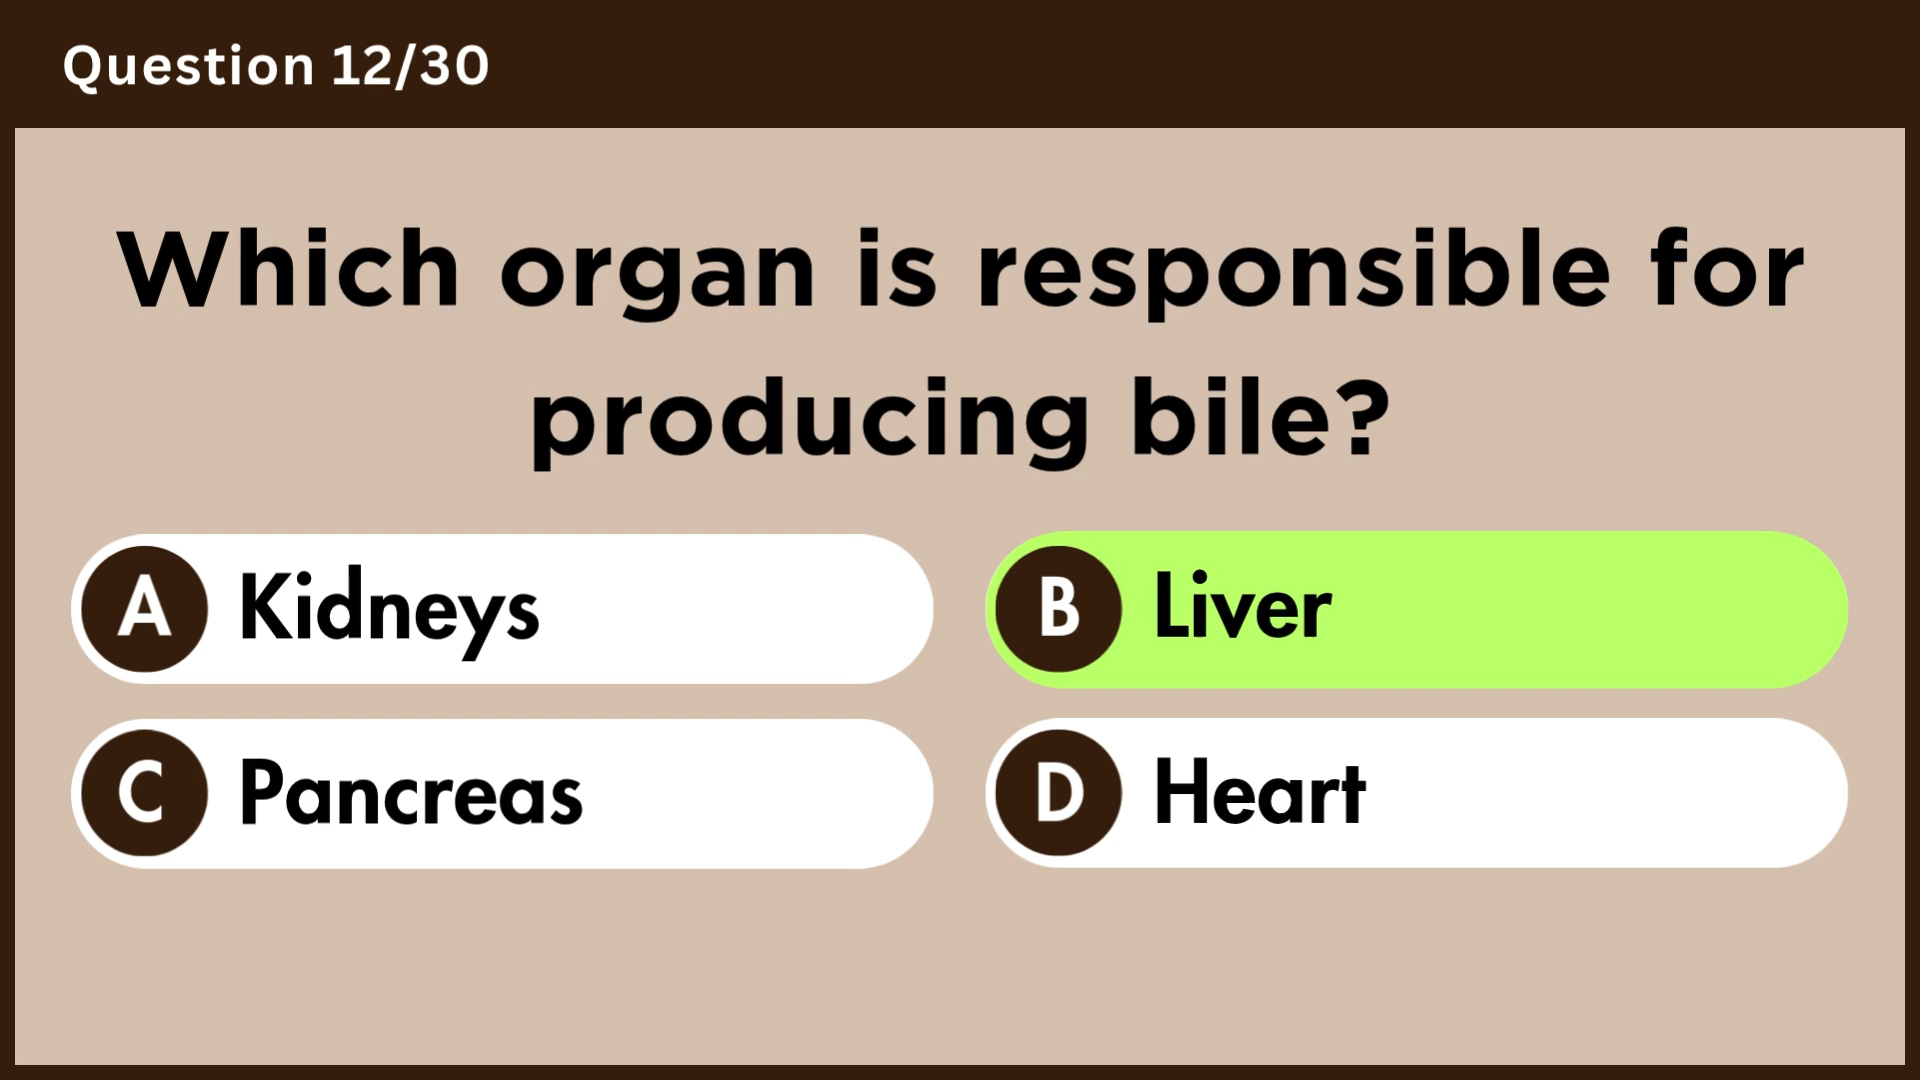 Question 12/30
Which organ is responsible for
producing bile?
A Kidneys
B Liver
C Pancreas
D Heart